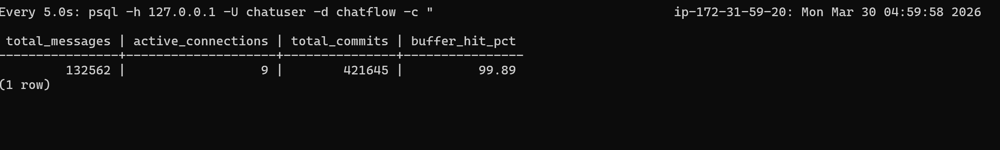 Every 5.0s: psql -h 127.0.0.1 -U chatuser -d chatflow -c " ip-172-31-59-20: Mon Mar 30 04:59:58 2026
total_messages | active_connections | total_commits | buffer_hit_pct
----------------+--------------------+---------------+----------------
132562 | 9 | 421645 | 99.89
(1 row)